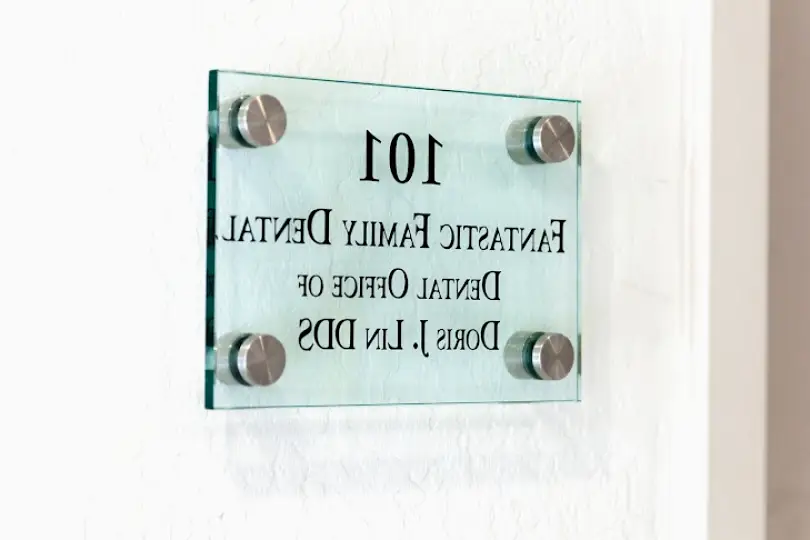 101
FANTASTIC FAMILY DENTAL,
DENTAL OFFICE OF
DORIS J. LIN DDS